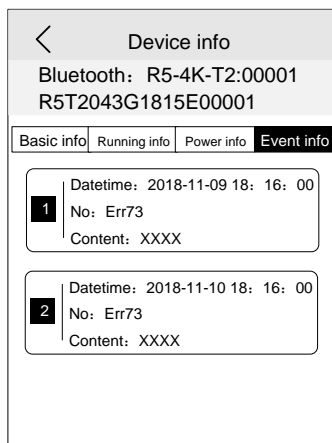 Device info
Bluetooth：R5-4K-T2:00001
R5T2043G1815E00001
Basic info Running info Power info Event info
1
Datetime：2018-11-09 18：16：00
No：Err73
Content：XXXX
2
Datetime：2018-11-10 18：16：00
No：Err73
Content：XXXX